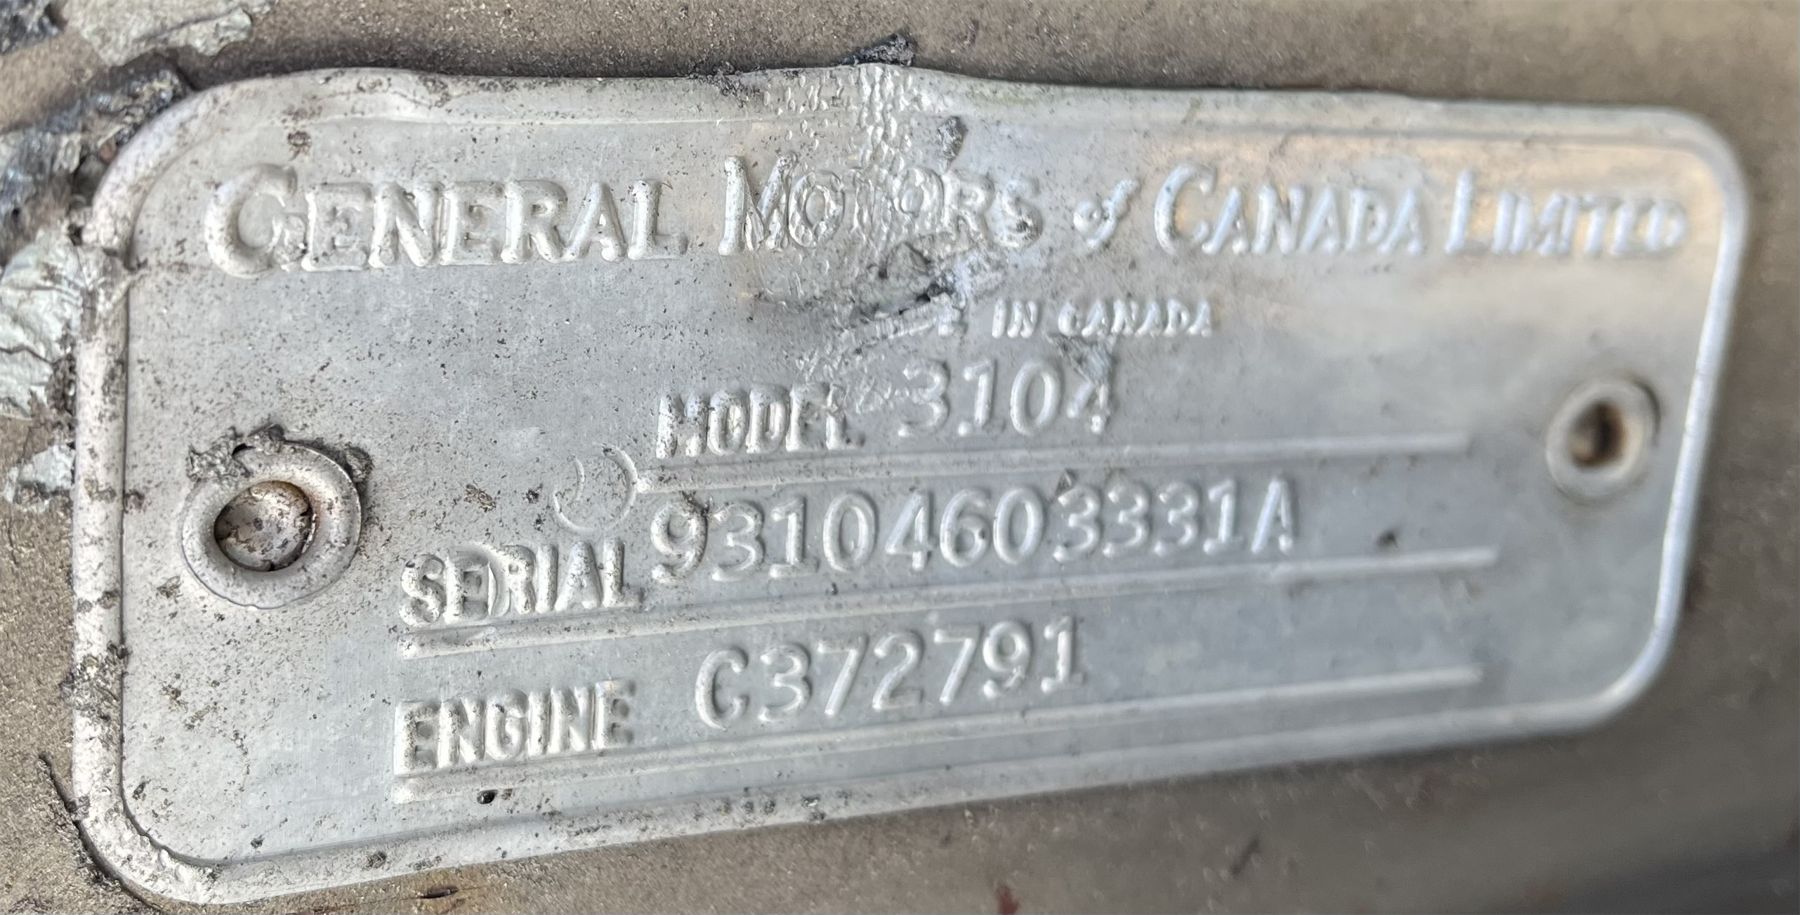 GENERAL MOTORS of CANADA LIMITED
IN CANADA
MODEL 3104
SERIAL 93104603331A
ENGINE C372791